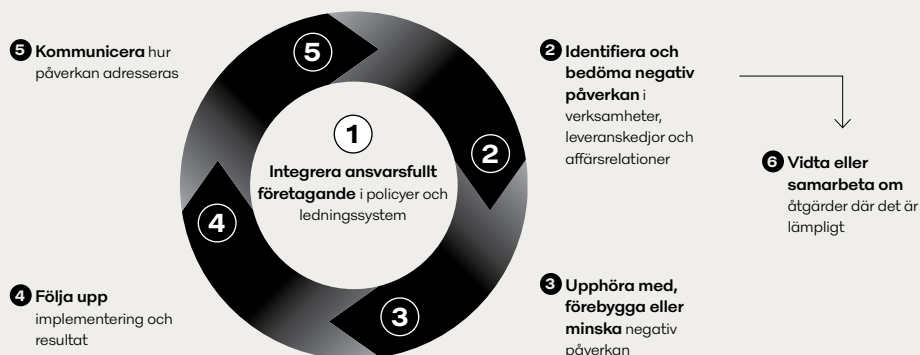 5 Kommunicera hur
påverkan adresseras
5
2 Identifiera och
bedöma negativ
påverkan i
verksamheter,
leveranskedjor och
affärsrelationer
1
Integrera ansvarsfullt
företagande i policyer och
ledningssystem
2
6 Vidta eller
samarbeta om
åtgärder där det är
lämpligt
4
3
4 Följa upp
implementering och
resultat
3 Upphöra med,
förebygga eller
minska negativ
påverkan